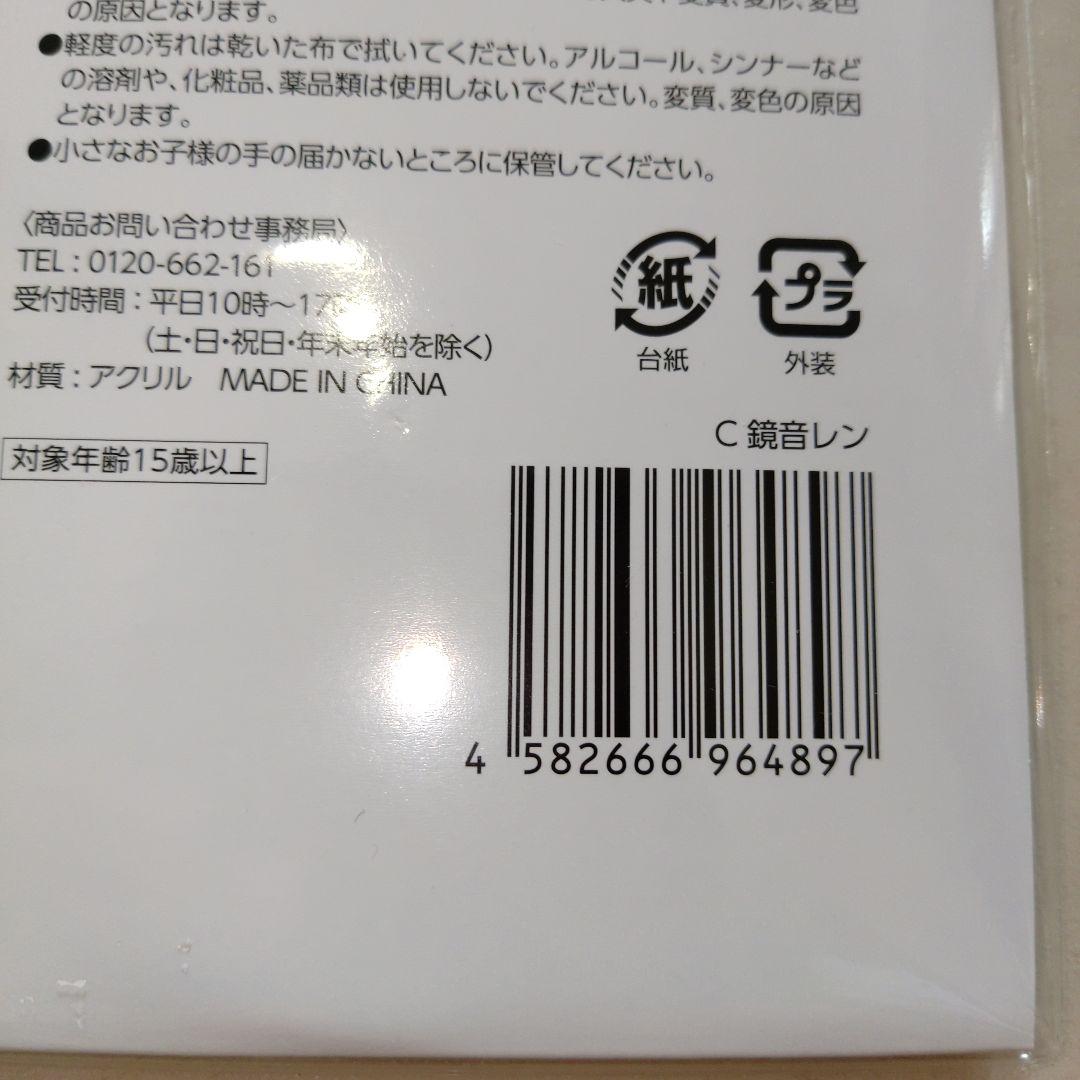 の原因となります。
変質、変形、変色
●軽度の汚れは乾いた布で拭いてください。アルコール、シンナーなど
の溶剤や、化粧品、薬品類は使用しないでください。変質、変色の原因
となります。
●小さなお子様の手の届かないところに保管してください。
〈商品お問い合わせ事務局〉
TEL : 0120-662-161
受付時間 : 平日10時〜17
(土・日・祝日・年末年始を除く)
材質 : アクリル MADE IN CHINA
対象年齢15歳以上
紙
台紙
プラ
外装
C 鏡音レン
4 582666 964897